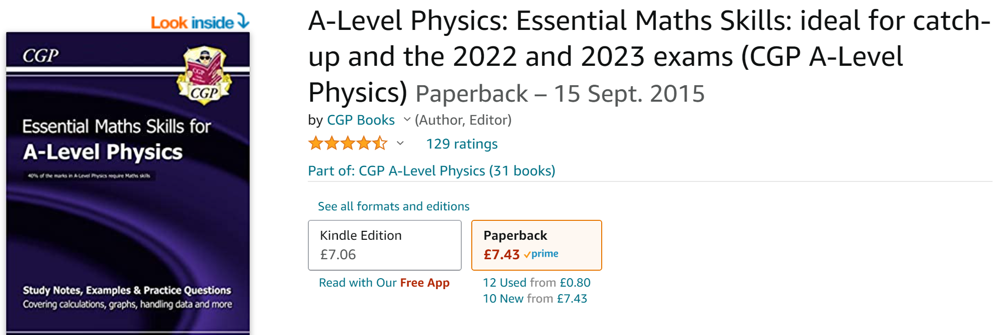 Look inside
CGP
CGP
CGP
Essential Maths Skills for
A-Level Physics
40% of the marks in A-Level Physics require Maths skills
Study Notes, Examples & Practice Questions
Covering calculations, graphs, handling data and more
A-Level Physics: Essential Maths Skills: ideal for catch-
up and the 2022 and 2023 exams (CGP A-Level
Physics) Paperback – 15 Sept. 2015
by CGP Books (Author, Editor)
129 ratings
Part of: CGP A-Level Physics (31 books)
See all formats and editions
Kindle Edition
£7.06
Read with Our Free App
Paperback
£7.43 prime
12 Used from £0.80
10 New from £7.43